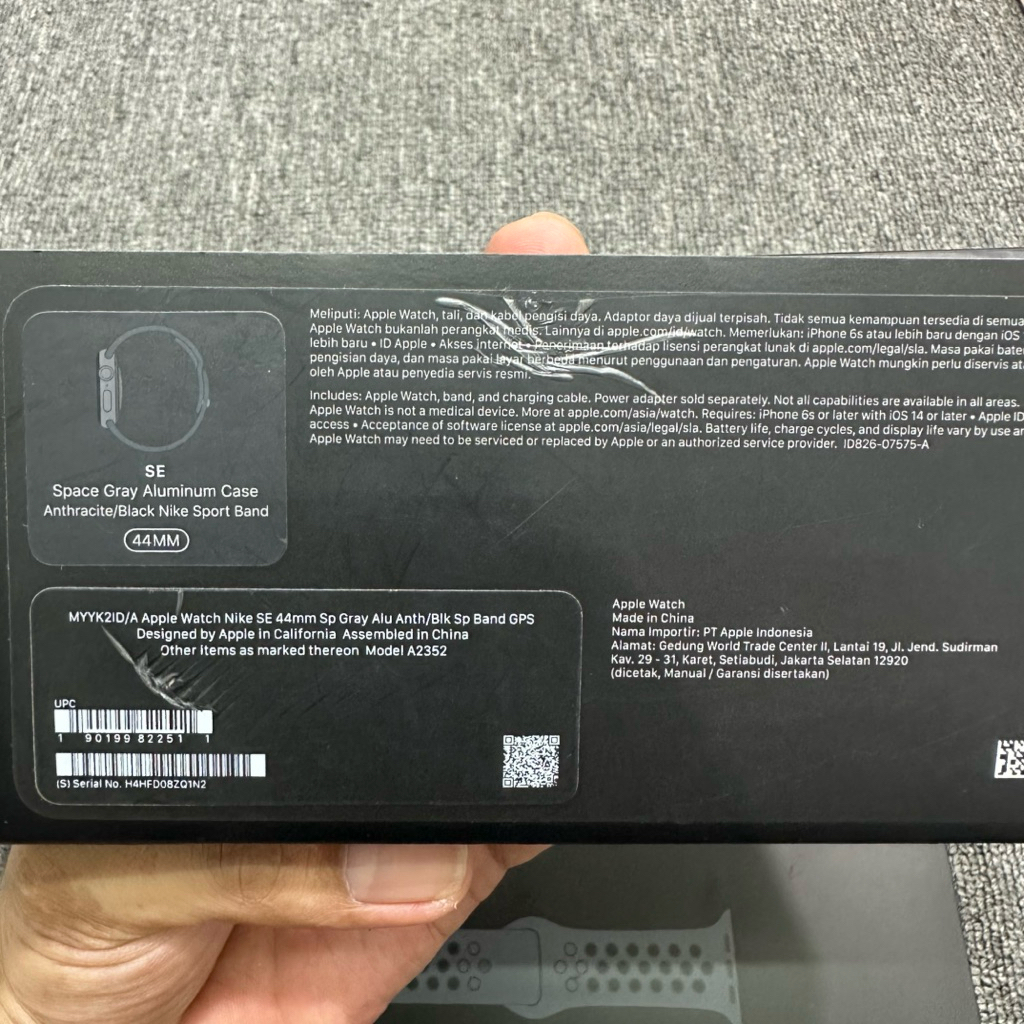 Meliputi: Apple Watch, tali, dan kabel pengisi daya. Adaptor daya dijual terpisah. Tidak semua kemampuan tersedia di semua
Apple Watch bukanlah perangkat medis. Lainnya di apple.com/id/watch. Memerlukan: iPhone 6s atau lebih baru dengan iOS
lebih baru • ID Apple • Akses internet • Penerimaan terhadap lisensi perangkat lunak di apple.com/legal/sla. Masa pakai
pengisian daya, dan masa pakai layar berbeda menurut penggunaan dan pengaturan. Apple Watch mungkin perlu diservis
oleh Apple atau penyedia servis resmi.
Includes: Apple Watch, band, and charging cable. Power adapter sold separately. Not all capabilities are available in all areas.
Apple Watch is not a medical device. More at apple.com/asia/watch. Requires: iPhone 6s or later with iOS 14 or later • Apple ID
access • Acceptance of software license at apple.com/asia/legal/sla. Battery life, charge cycles, and display life vary by use
Apple Watch may need to be serviced or replaced by Apple or an authorized service provider. ID826-07575-A
SE
Space Gray Aluminum Case
Anthracite/Black Nike Sport Band
44MM
MYYK2ID/A Apple Watch Nike SE 44mm Sp Gray Alu Anth/Blk Sp Band GPS
Designed by Apple in California Assembled in China
Other items as marked thereon Model A2352
UPC
1 90199 82251 1
(S) Serial No. H4HFD08ZQ1N2
Apple Watch
Made in China
Nama Importir: PT Apple Indonesia
Alamat: Gedung World Trade Center II, Lantai 19, Jl. Jend. Sudirman
Kav. 29 - 31, Karet, Setiabudi, Jakarta Selatan 12920
(dicetak, Manual / Garansi disertakan)